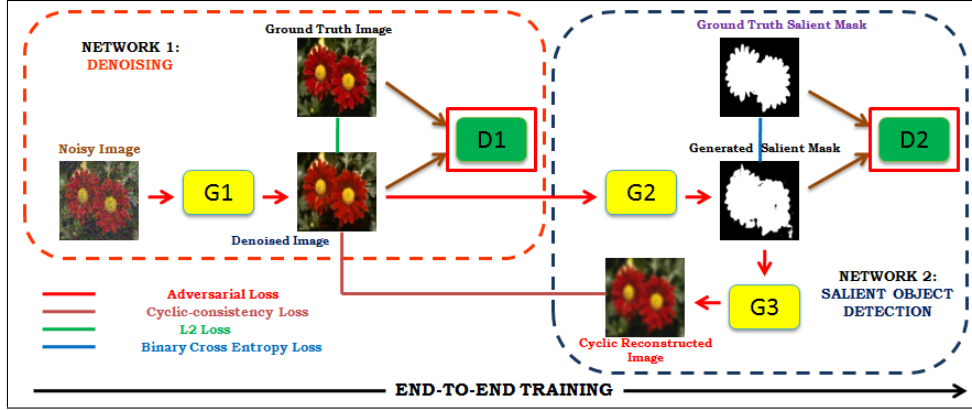 NETWORK 1:
DENOISING
Ground Truth Image
Noisy Image
G1
Denoised Image
D1
Ground Truth Salient Mask
Generated Salient Mask
G2
D2
G3
Cyclic Reconstructed
Image
NETWORK 2:
SALIENT OBJECT
DETECTION
Adversarial Loss
Cyclic-consistency Loss
L2 Loss
Binary Cross Entropy Loss
END-TO-END TRAINING